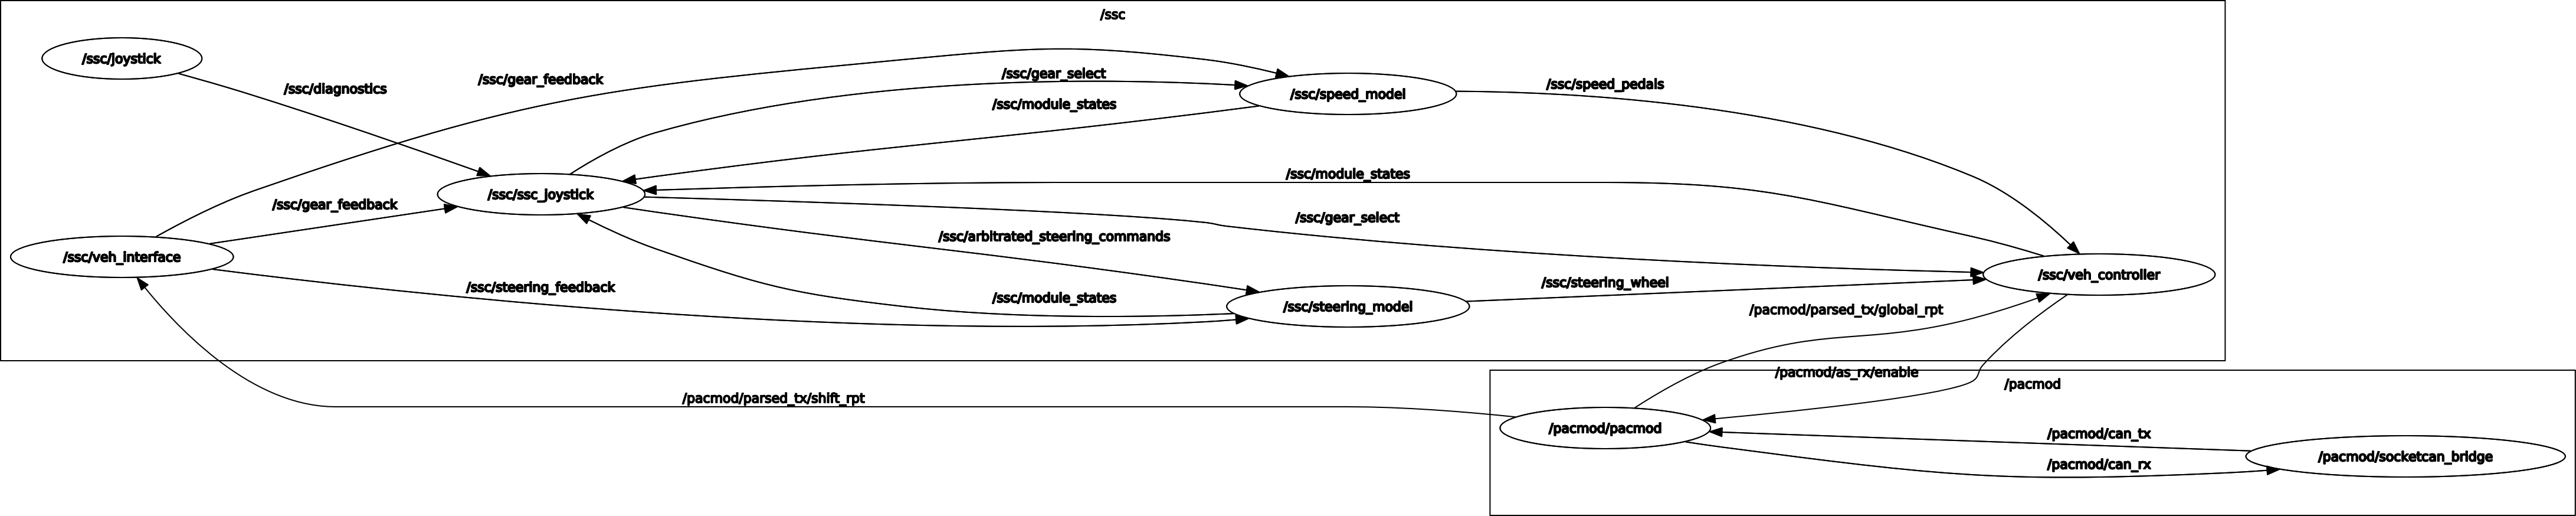 /ssc
/ssc/joystick
/ssc/diagnostics
/ssc/gear_feedback
/ssc/gear_select
/ssc/module_states
/ssc/speed_model
/ssc/speed_pedals
/ssc/ssc_joystick
/ssc/module_states
/ssc/gear_feedback
/ssc/gear_select
/ssc/arbitrated_steering_commands
/ssc/veh_interface
/ssc/steering_feedback
/ssc/module_states
/ssc/steering_model
/ssc/steering_wheel
/ssc/veh_controller
/pacmod/parsed_tx/global_rpt
/pacmod/as_rx/enable
/pacmod
/pacmod/parsed_tx/shift_rpt
/pacmod/pacmod
/pacmod/can_tx
/pacmod/can_rx
/pacmod/socketcan_bridge